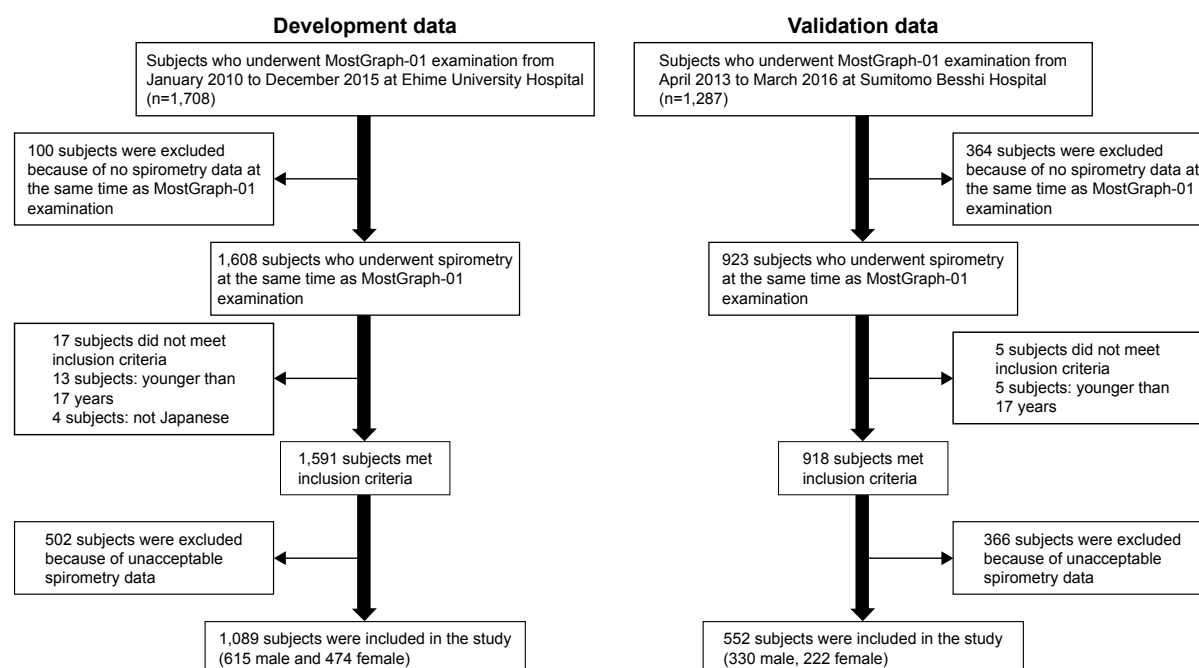 Development data
Subjects who underwent MostGraph-01 examination from
January 2010 to December 2015 at Ehime University Hospital
(n=1,708)
100 subjects were excluded
because of no spirometry data at
the same time as MostGraph-01
examination
1,608 subjects who underwent spirometry
at the same time as MostGraph-01
examination
17 subjects did not meet
inclusion criteria
13 subjects: younger than
17 years
4 subjects: not Japanese
1,591 subjects met
inclusion criteria
502 subjects were excluded
because of unacceptable
spirometry data
1,089 subjects were included in the study
(615 male and 474 female)
Validation data
Subjects who underwent MostGraph-01 examination from
April 2013 to March 2016 at Sumitomo Besshi Hospital
(n=1,287)
364 subjects were excluded
because of no spirometry data at
the same time as MostGraph-01
examination
923 subjects who underwent spirometry
at the same time as MostGraph-01
examination
5 subjects did not meet
inclusion criteria
5 subjects: younger than
17 years
918 subjects met
inclusion criteria
366 subjects were excluded
because of unacceptable
spirometry data
552 subjects were included in the study
(330 male, 222 female)